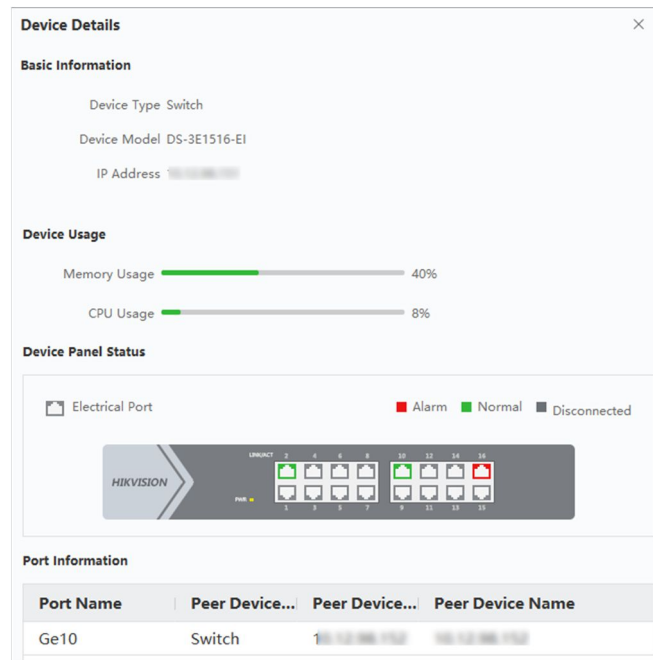 Device Details
Basic Information
Device Type Switch
Device Model DS-3E1516-EI
IP Address
Device Usage
Memory Usage 40%
CPU Usage 8%
Device Panel Status
Electrical Port Alarm Normal Disconnected
LINK/ACT 2 4 6 8 10 12 14 16
HIKVISION
PWR
1 3 5 7 9 11 13 15
Port Information
Port Name Peer Device... Peer Device... Peer Device Name
Ge10 Switch